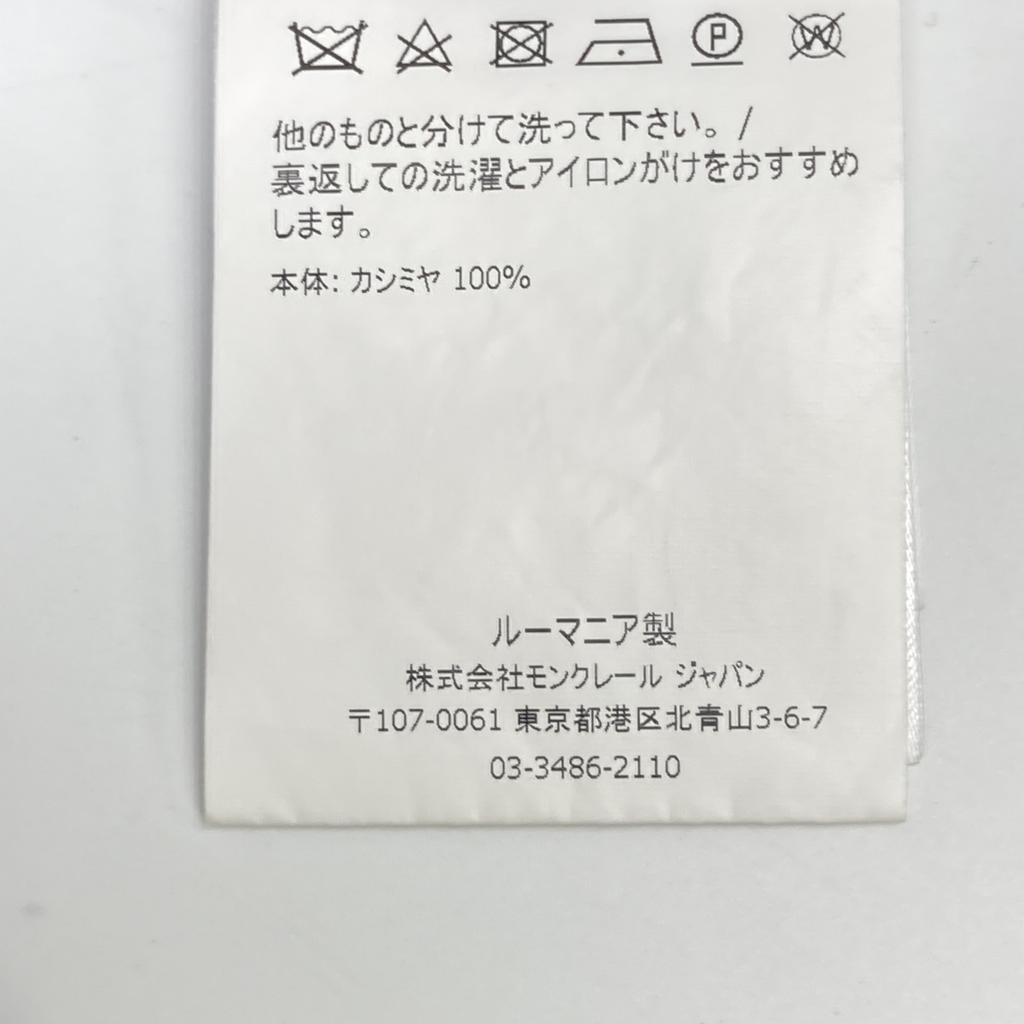 P W
他のものと分けて洗って下さい。/
裏返しての洗濯とアイロンがけをおすすめ
します。
本体: カシミヤ 100%
ルーマニア製
株式会社モンクレール ジャパン
〒107-0061 東京都港区北青山3-6-7
03-3486-2110